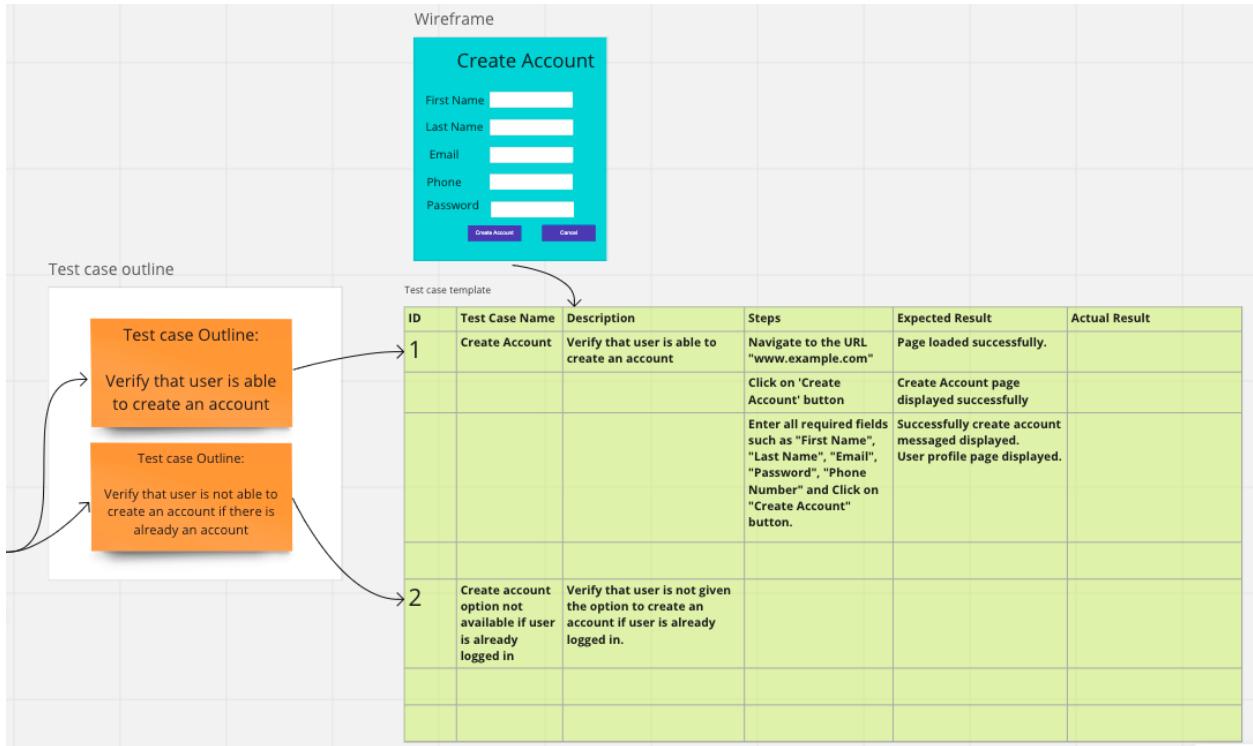 Wireframe
Create Account
First Name
Last Name
Email
Phone
Password
Create Account
Cancel
Test case outline
Test case Outline:
Verify that user is able
to create an account
Test case Outline:
Verify that user is not able to
create an account if there is
already an account
Test case template
ID
Test Case Name
Description
Steps
Expected Result
Actual Result
1
Create Account
Verify that user is able to
create an account
Navigate to the URL
"www.example.com"
Page loaded successfully.
Click on 'Create
Account' button
Create Account page
displayed successfully
Enter all required fields
such as "First Name",
"Last Name", "Email",
"Password", "Phone
Number" and Click on
"Create Account"
button.
Successfully create account
messaged displayed.
User profile page displayed.
2
Create account
option not
available if user
is already
logged in
Verify that user is not given
the option to create an
account if user is already
logged in.